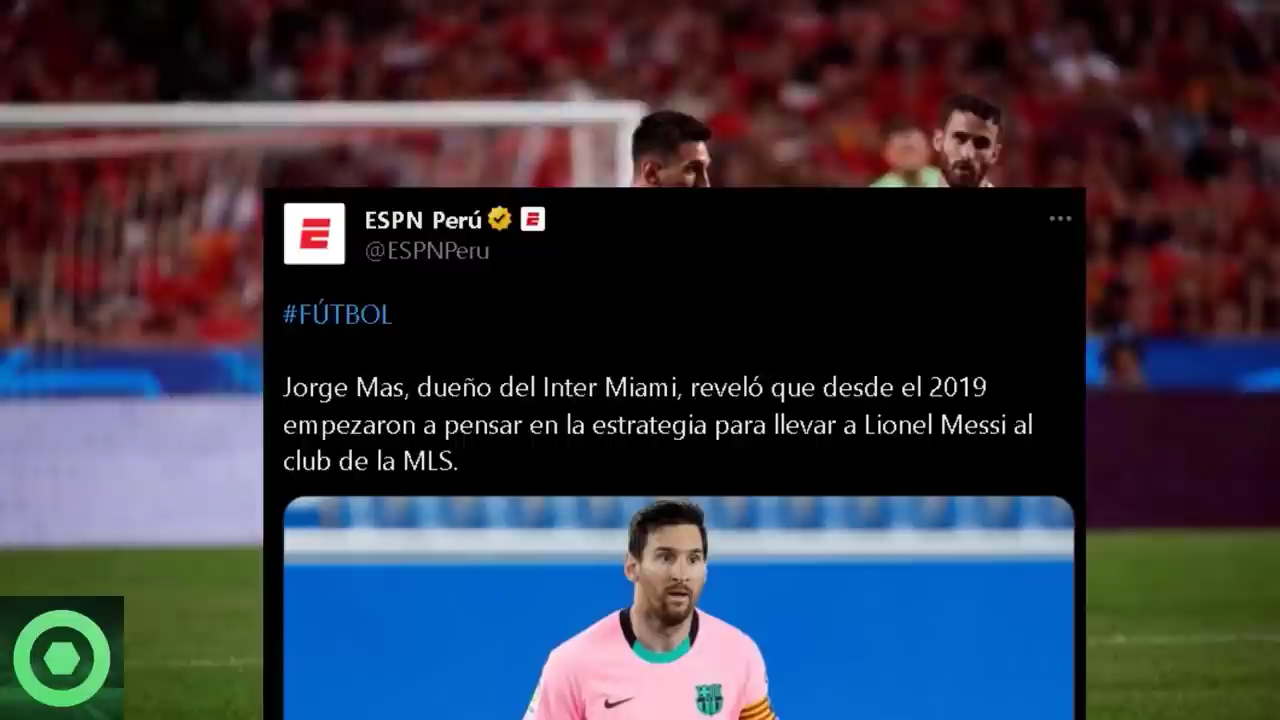 ESPN Perú
@ESPNPeru
#FÚTBOL
Jorge Mas, dueño del Inter Miami, reveló que desde el 2019
empezaron a pensar en la estrategia para llevar a Lionel Messi al
club de la MLS.